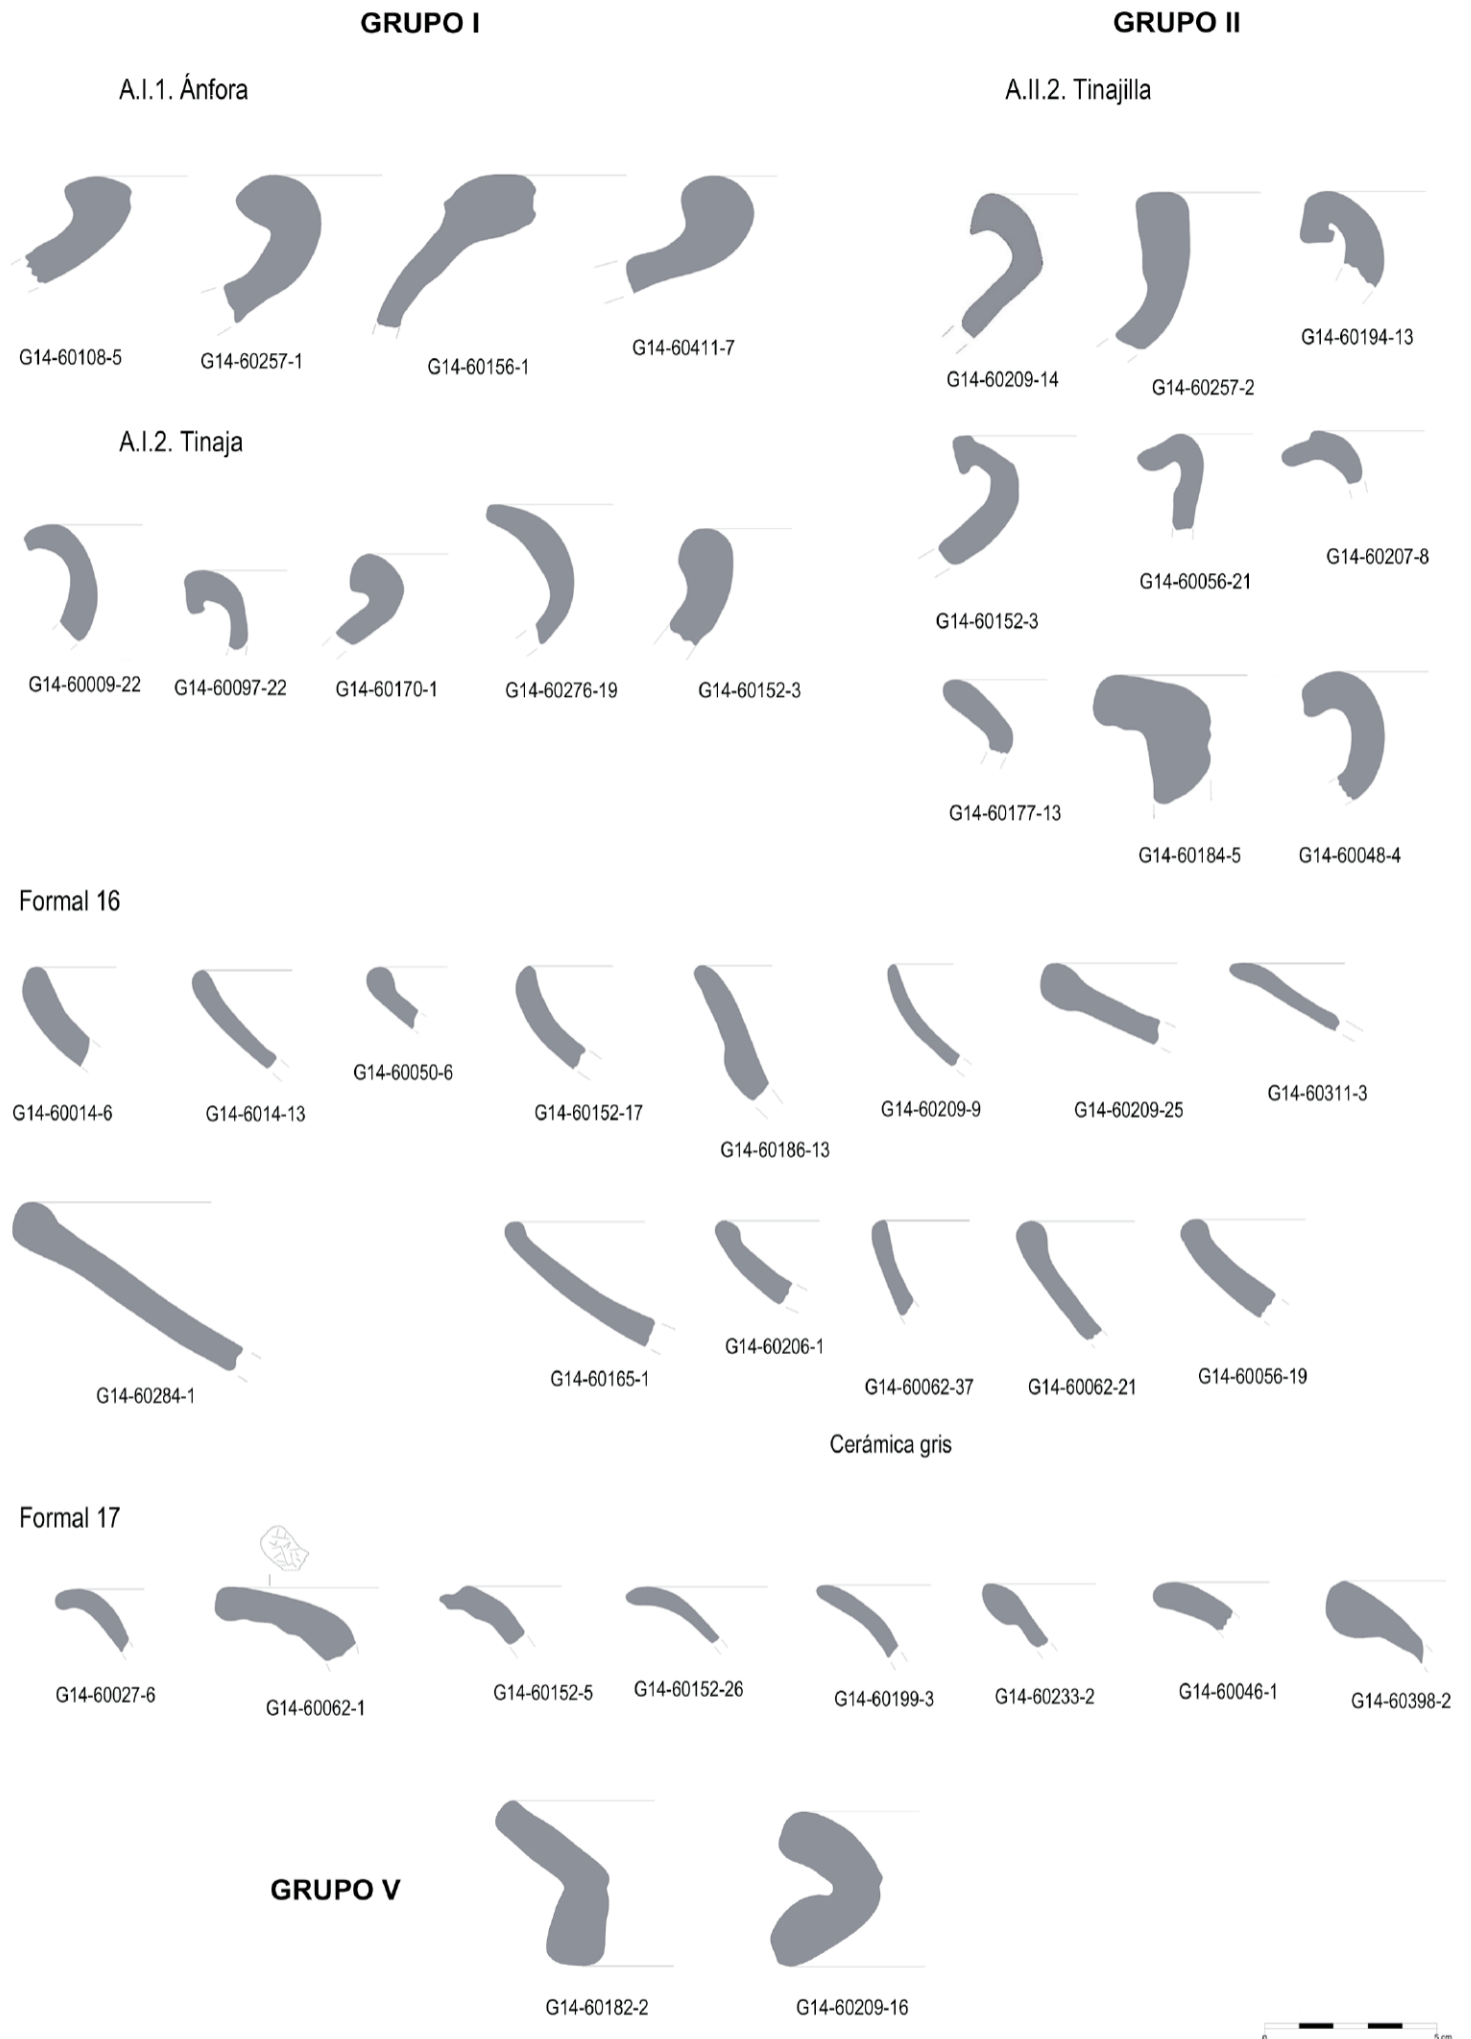 GRUPO I
GRUPO II
A.I.1. Ánfora
A.II.2. Tinajilla
G14-60108-5
G14-60257-1
G14-60156-1
G14-60411-7
G14-60209-14
G14-60257-2
G14-60194-13
A.I.2. Tinaja
G14-60152-3
G14-60056-21
G14-60207-8
G14-60009-22
G14-60097-22
G14-60170-1
G14-60276-19
G14-60152-3
G14-60177-13
G14-60184-5
G14-60048-4
Formal 16
G14-60014-6
G14-6014-13
G14-60050-6
G14-60152-17
G14-60186-13
G14-60209-9
G14-60209-25
G14-60311-3
G14-60284-1
G14-60165-1
G14-60206-1
G14-60062-37
G14-60062-21
G14-60056-19
Cerámica gris
Formal 17
G14-60027-6
G14-60062-1
G14-60152-5
G14-60152-26
G14-60199-3
G14-60233-2
G14-60046-1
G14-60398-2
GRUPO V
G14-60182-2
G14-60209-16
0 5 cm